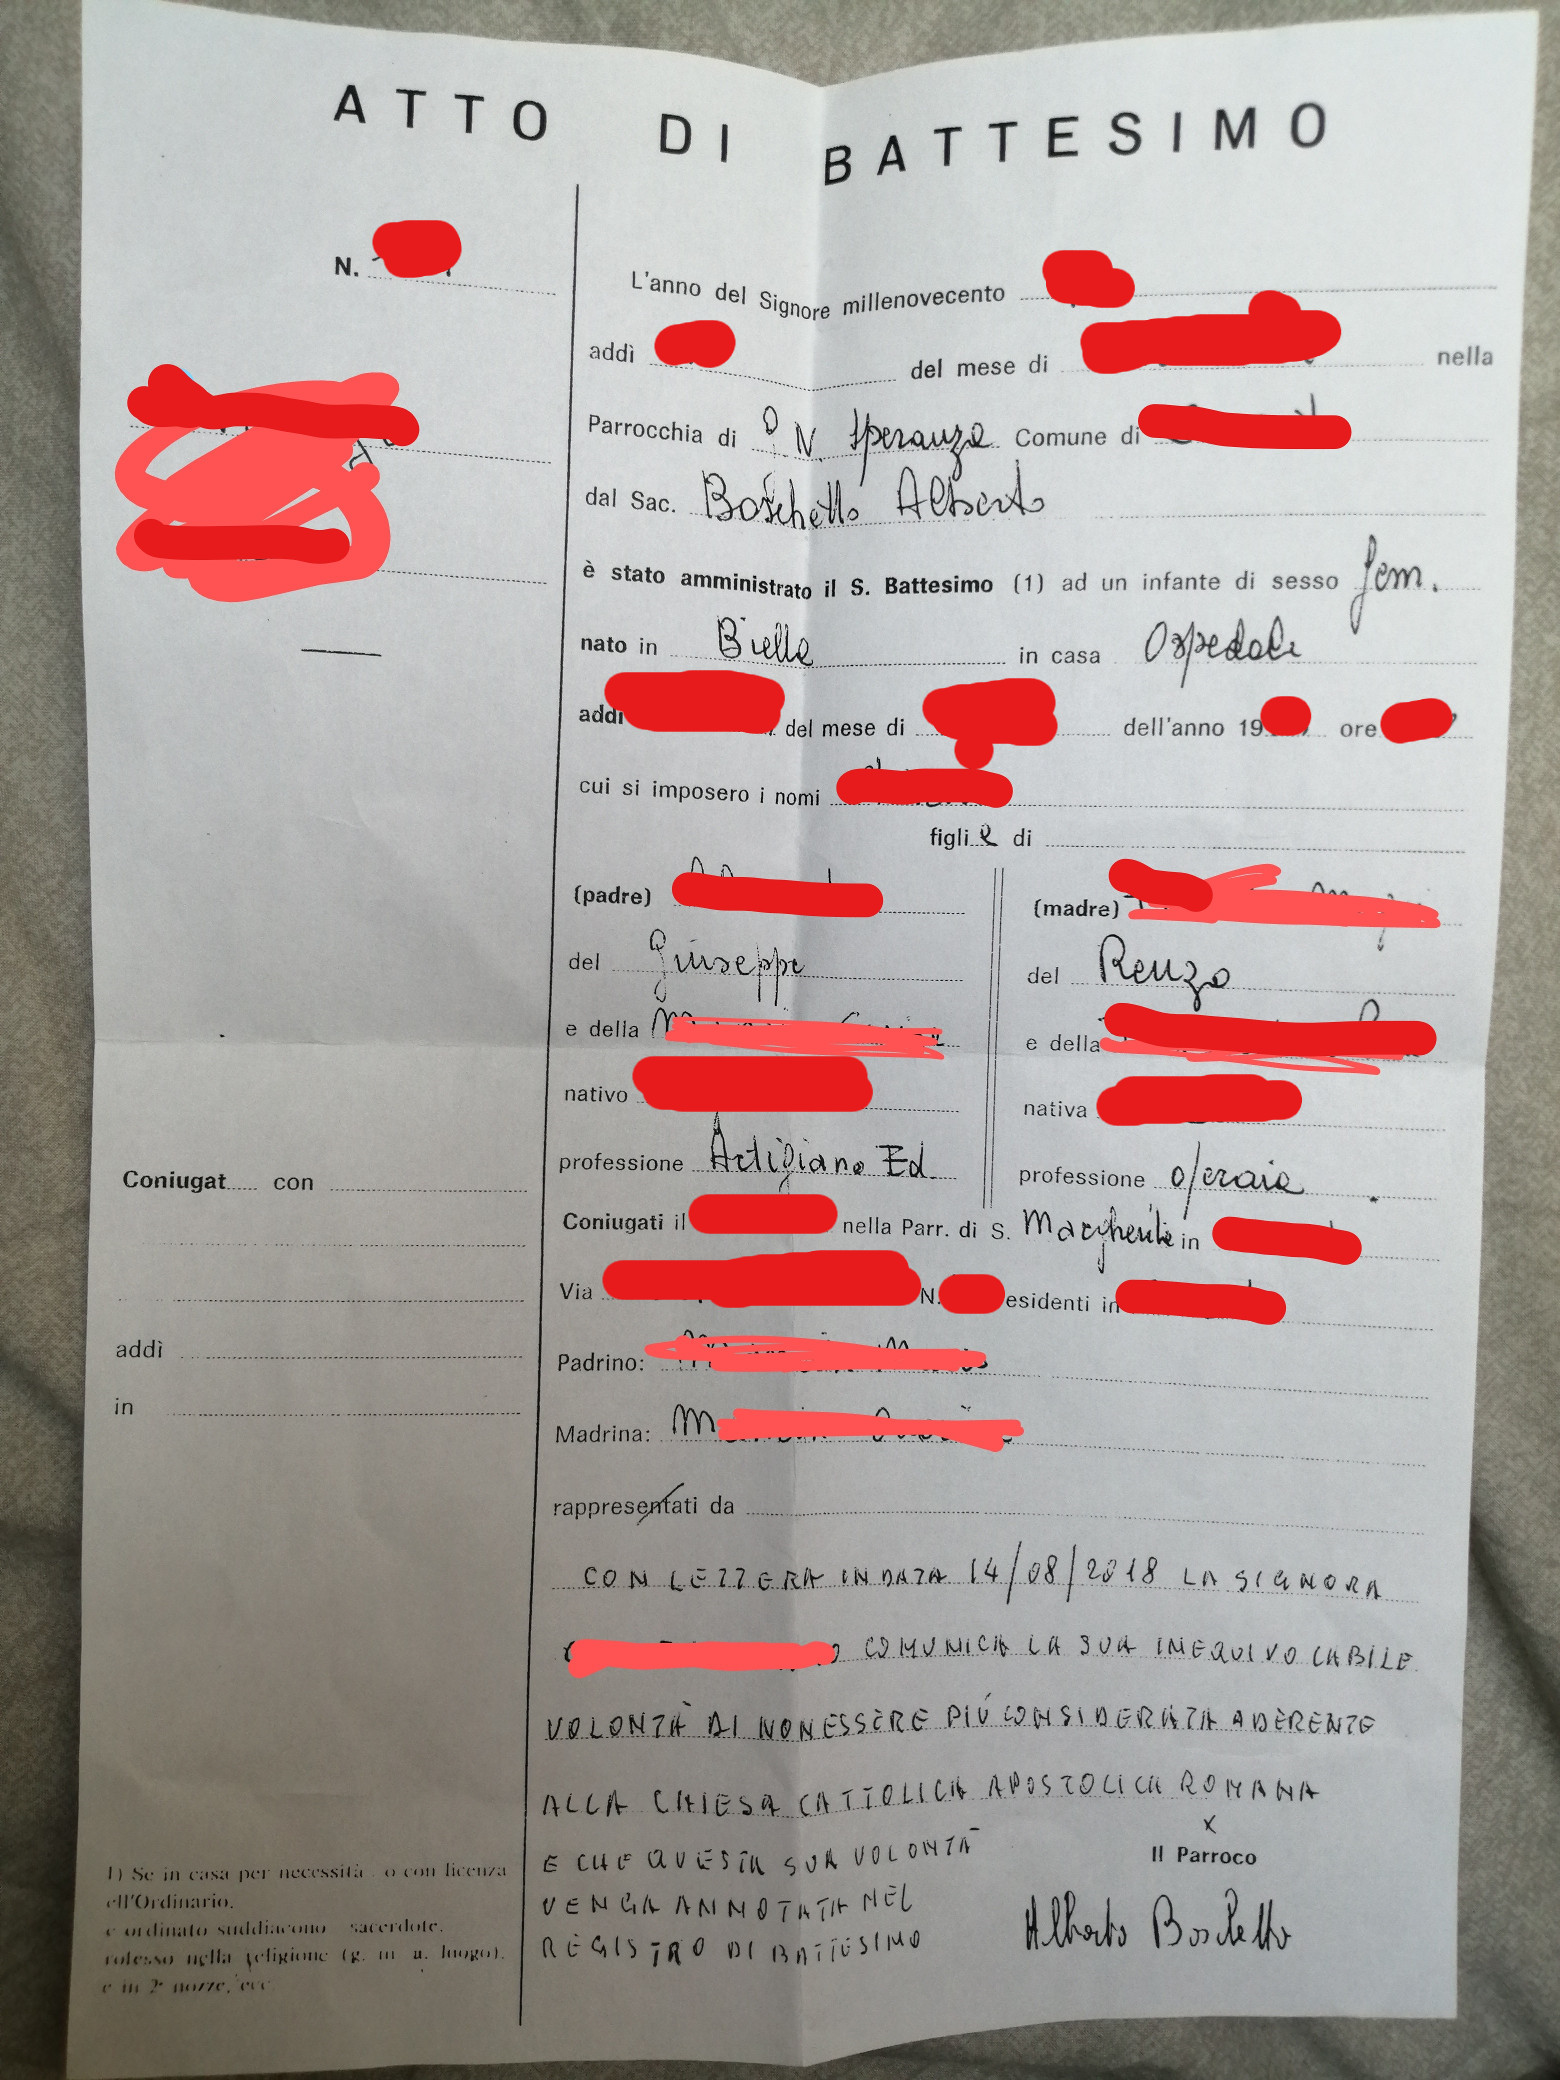 ATTO DI BATTESIMO
N.
L'anno del Signore millenovecento
addì del mese di nella
Parrocchia di N. Speranza Comune di
dal Sac. Boschetto Alberto
è stato amministrato il S. Battesimo (1) ad un infante di sesso fem.
nato in Biella in casa Ospedale
addì del mese di dell'anno 19 ore
cui si imposero i nomi
figlia di
(padre)
(madre)
del Giuseppe
del Renzo
e della
e della
nativo
nativa
professione Artigiano Ed.
professione operaia
Coniugat con
Coniugati il nella Parr. di S. Margherita in
Via N. esidenti in
addì
Padrino:
in
Madrina:
rappresentati da
CON LETTERA IN DATA 14/08/2018 LA SIGNORA
COMUNICA LA SUA INEQUIVOCABILE
VOLONTÀ DI NON ESSERE PIÚ CONSIDERATA ADERENTE
ALLA CHIESA CATTOLICA APOSTOLICA ROMANA
x
E CHE QUESTA SUA VOLONTÀ
Il Parroco
VENGA ANNOTATA NEL
REGISTRO DI BATTESIMO
Alberto Boschetto
1) Se in casa per necessità o con licenza
ell'Ordinario.
e ordinato suddiacono sacerdote.
rofesso nella religione (g. m a. luogo).
e in 2e nozze, ecc